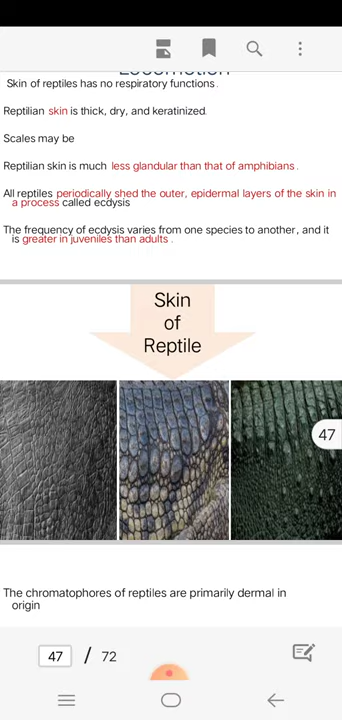 Locomotion
Skin of reptiles has no respiratory functions.
Reptilian skin is thick, dry, and keratinized.
Scales may be
Reptilian skin is much less glandular than that of amphibians.
All reptiles periodically shed the outer, epidermal layers of the skin in
a process called ecdysis
The frequency of ecdysis varies from one species to another, and it
is greater in juveniles than adults.
Skin
of
Reptile
47
The chromatophores of reptiles are primarily dermal in
origin
47 / 72